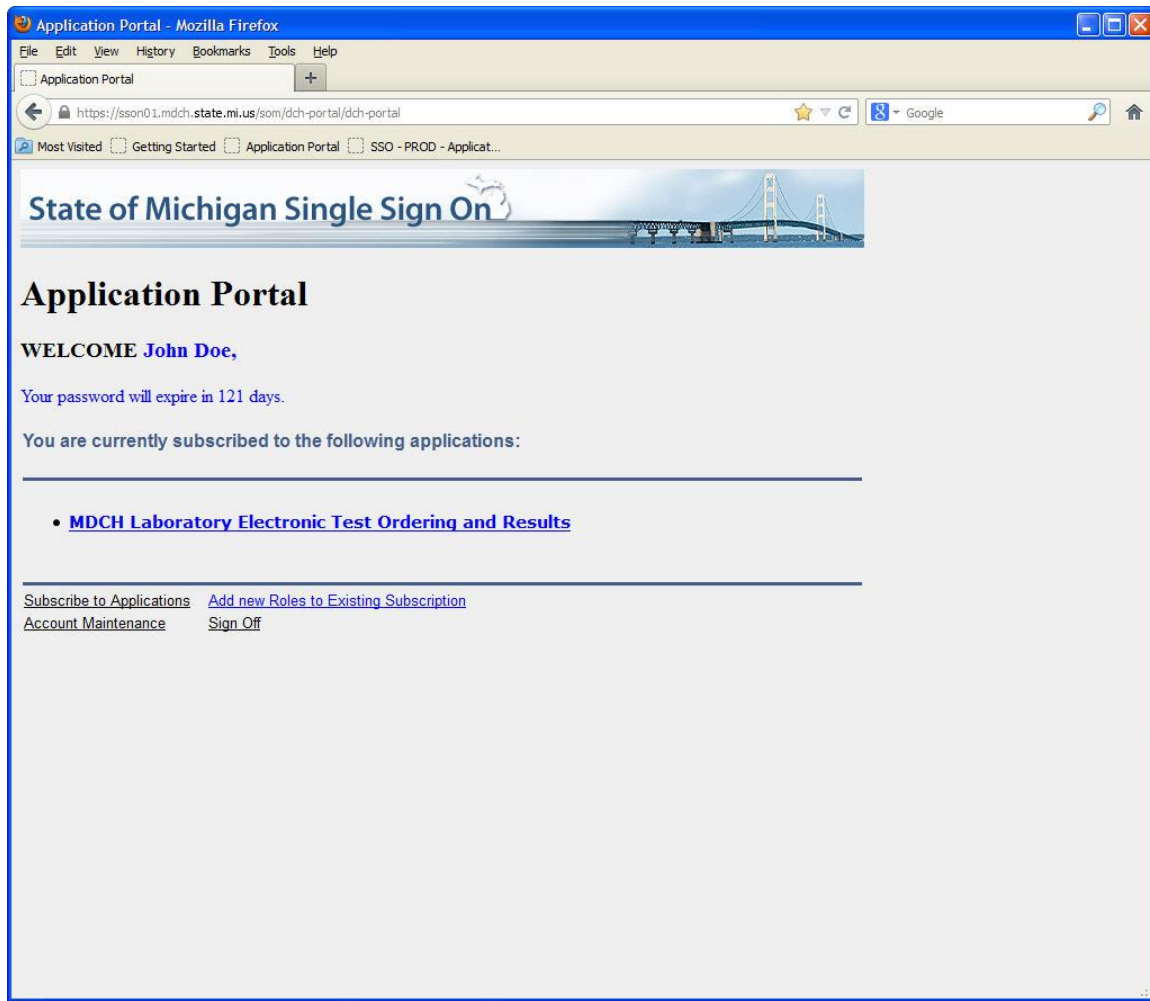 Application Portal - Mozilla Firefox
File Edit View History Bookmarks Tools Help
Application Portal +
https://sson01.mdch.state.mi.us/som/dch-portal/dch-portal Google
Most Visited Getting Started Application Portal SSO - PROD - Applicat...
State of Michigan Single Sign On
Application Portal
WELCOME John Doe,
Your password will expire in 121 days.
You are currently subscribed to the following applications:
• MDCH Laboratory Electronic Test Ordering and Results
Subscribe to Applications Add new Roles to Existing Subscription
Account Maintenance Sign Off